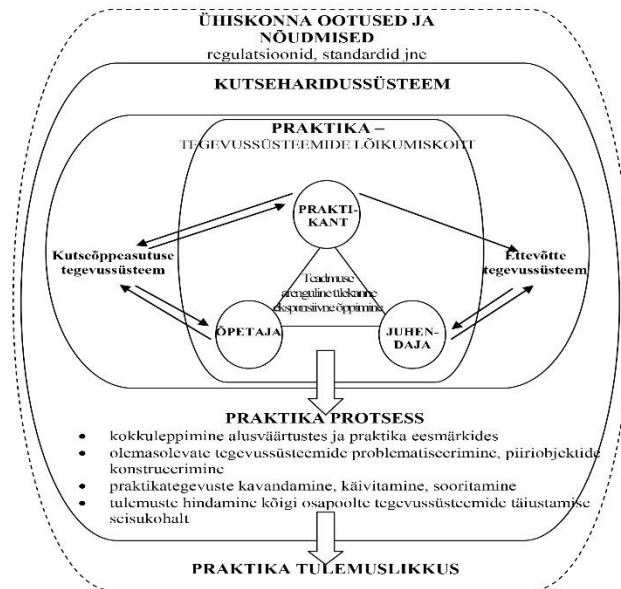 ÜHISKONNA OOTUSED JA
NÕUDMISED
regulatsioonid, standardid jne
KUTSEHARIDUSSÜSTEEM
PRAKTIKA –
TEGEVUSSÜSTEEMIDE LÕIKUMISKOHT
PRAKTI-
KANT
Kutseõppeasutuse
tegevussüsteem
Ettevõtte
tegevussüsteem
Teadmuse
arenguline ülekanne
ekspansiivne õppimine
ÕPETAJA
JUHEN-
DAJA
PRAKTIKA PROTSESS
• kokkuleppimine alusväärtustes ja praktika eesmärkides
• olemasolevate tegevussüsteemide problematiseerimine, piiriobjektide
konstrueerimine
• praktikategevuste kavandamine, käivitamine, sooritamine
• tulemuste hindamine kõigi osapoolte tegevussüsteemide täiustamise
seisukohalt
PRAKTIKA TULEMUSLIKKUS